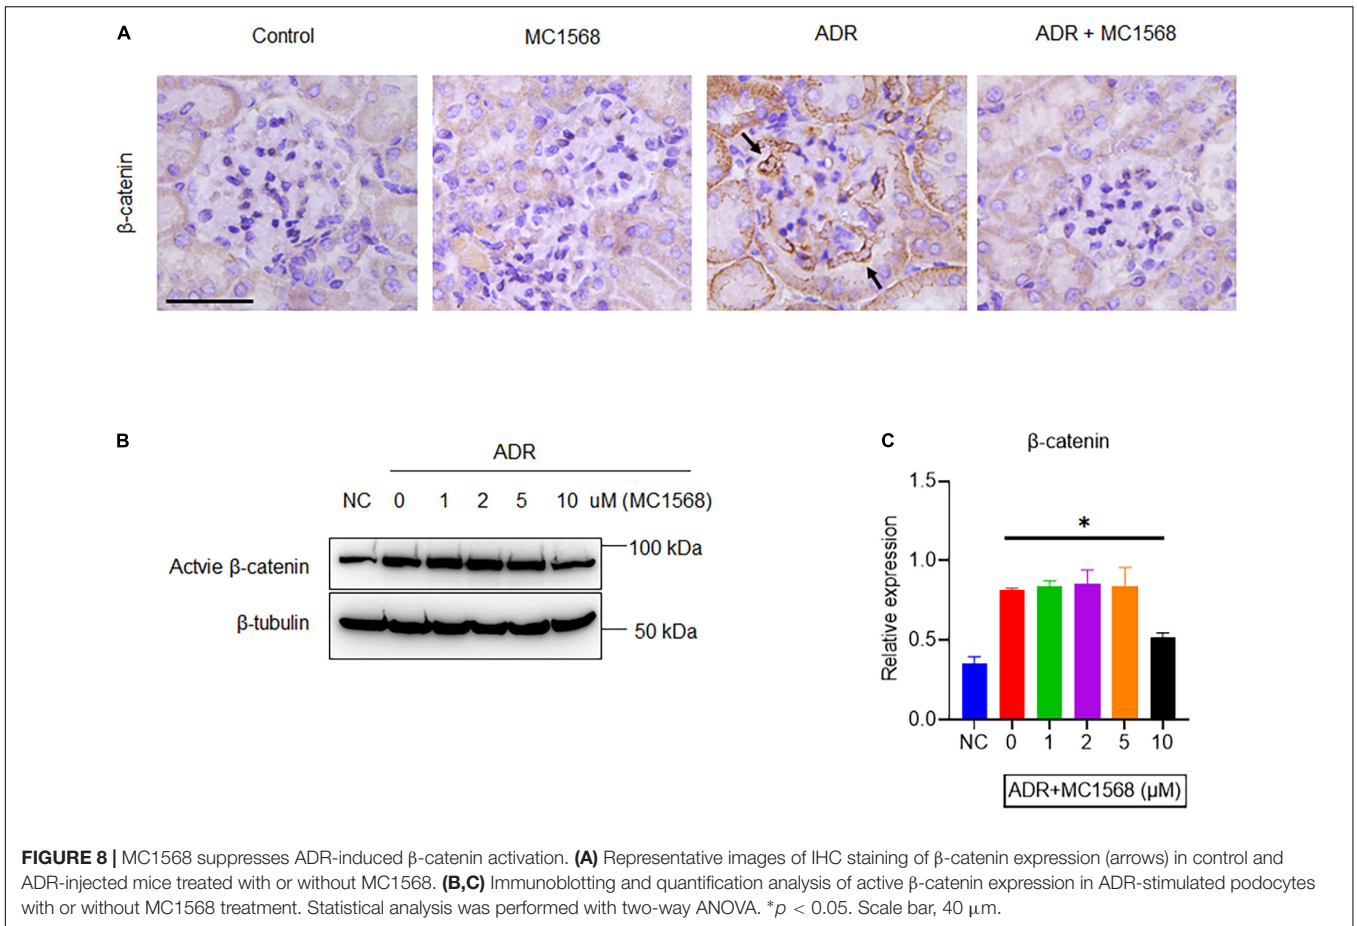 A
Control MC1568 ADR ADR + MC1568
β-catenin
B
ADR
NC 0 1 2 5 10 uM (MC1568)
Actvie β-catenin
100 kDa
β-tubulin
50 kDa
C
β-catenin
Relative expression
1.5
*
1.0
0.5
0.0
NC 0 1 2 5 10
ADR+MC1568 (μM)
FIGURE 8 | MC1568 suppresses ADR-induced β-catenin activation. (A) Representative images of IHC staining of β-catenin expression (arrows) in control and
ADR-injected mice treated with or without MC1568. (B,C) Immunoblotting and quantification analysis of active β-catenin expression in ADR-stimulated podocytes
with or without MC1568 treatment. Statistical analysis was performed with two-way ANOVA. *p < 0.05. Scale bar, 40 μm.